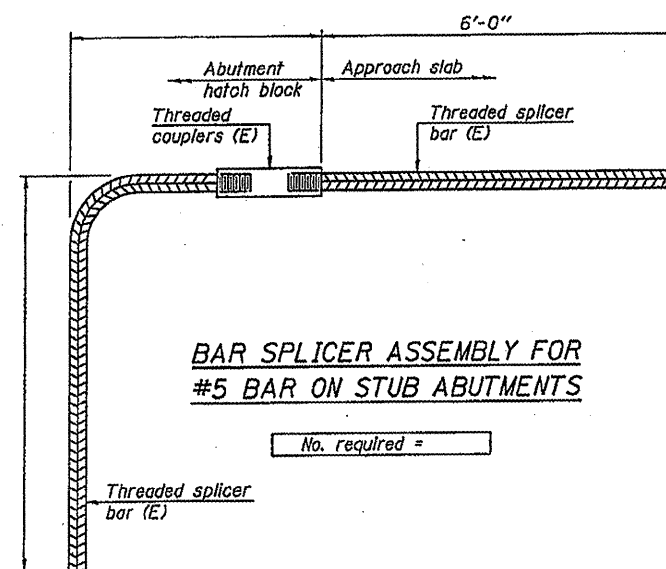 6'-0"
Abutment
hatch block
Approach slab
Threaded
couplers (E)
Threaded splicer
bar (E)
BAR SPLICER ASSEMBLY FOR
#5 BAR ON STUB ABUTMENTS
No. required =
Threaded splicer
bar (E)